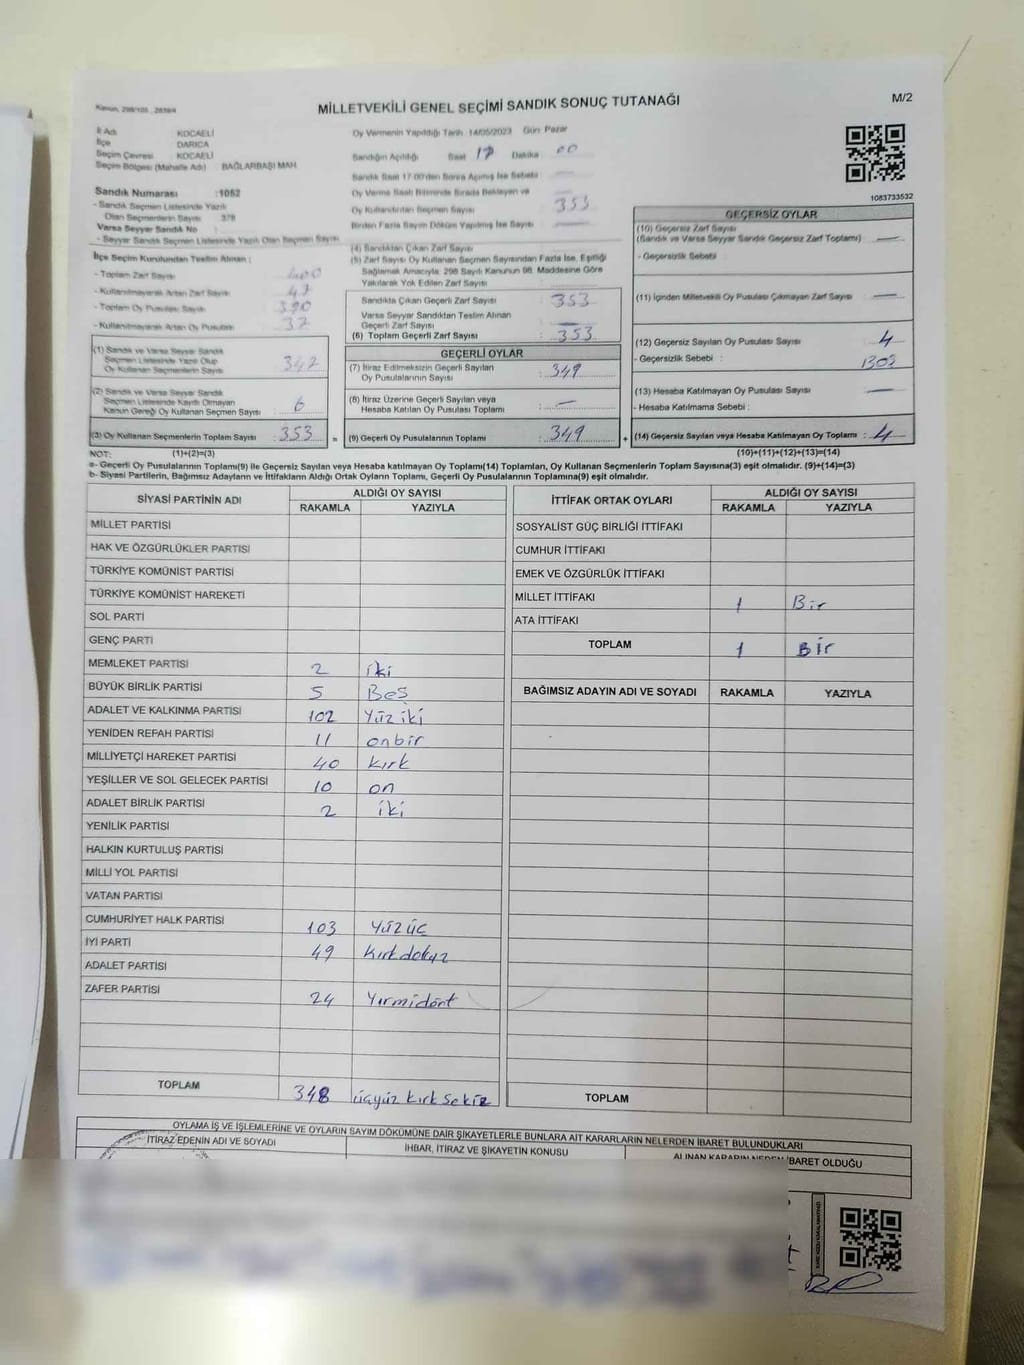 Kanun, 298/105 , 2839/4
MİLLETVEKİLİ GENEL SEÇİMİ SANDIK SONUÇ TUTANAĞI
M/2
İl Adı KOCAELİ
İlçe DARICA
Seçim Çevresi KOCAELİ
Seçim Bölgesi (Mahalle Adı) BAĞLARBAŞI MAH
Sandık Numarası :1052
- Sandık Seçmen Listesinde Yazılı
Olan Seçmenlerin Sayısı : 378
Varsa Seyyar Sandık No :
- Seyyar Sandık Seçmen Listesinde Yazılı Olan Seçmen Sayısı
İlçe Seçim Kurulundan Teslim Alınan :
- Toplam Zarf Sayısı : 400
- Kullanılmayarak Artan Zarf Sayısı : 47
- Toplam Oy Pusulası Sayısı : 390
- Kullanılmayarak Artan Oy Pusulası : 37
(1) Sandık ve Varsa Seyyar Sandık
Seçmen Listesinde Yazılı Olup
Oy Kullanan Seçmenlerin Sayısı : 347
(2) Sandık ve Varsa Seyyar Sandık
Seçmen Listesinde Kaydı Olmayan
Kanun Gereği Oy Kullanan Seçmen Sayısı : 6
(3) Oy Kullanan Seçmenlerin Toplam Sayısı : 353 =
(1)+(2)=(3)
Oy Vermenin Yapıldığı Tarih 14/05/2023 Gün: Pazar
Sandığın Açıldığı Saat 17 Dakika 00
Sandık Saat 17:00'den Sonra Açılmış İse Sebebi
Oy Verme Saati Bitiminde Sırada Bekleyen ve
Oy Kullandırılan Seçmen Sayısı
Birden Fazla Sayım Döküm Yapılmış İse Sayısı
(4) Sandıktan Çıkan Zarf Sayısı 353
(5) Zarf Sayısı Oy Kullanan Seçmen Sayısından Fazla İse, Eşitliği
Sağlamak Amacıyla, 298 Sayılı Kanunun 98. Maddesine Göre
Yakılarak Yok Edilen Zarf Sayısı
Sandıkta Çıkan Geçerli Zarf Sayısı : 353
Varsa Seyyar Sandıktan Teslim Alınan
Geçerli Zarf Sayısı : —
(6) Toplam Geçerli Zarf Sayısı : 353
GEÇERLİ OYLAR
(7) İtiraz Edilmeksizin Geçerli Sayılan
Oy Pusulalarının Sayısı : 349
(8) İtiraz Üzerine Geçerli Sayılan veya
Hesaba Katılan Oy Pusulası Toplamı : —
(9) Geçerli Oy Pusulalarının Toplamı : 349 +
1083733532
GEÇERSİZ OYLAR
(10) Geçersiz Zarf Sayısı
(Sandık ve Varsa Seyyar Sandık Geçersiz Zarf Toplamı) : —
- Geçersizlik Sebebi :
(11) İçinden Milletvekili Oy Pusulası Çıkmayan Zarf Sayısı : —
(12) Geçersiz Sayılan Oy Pusulası Sayısı : 4
- Geçersizlik Sebebi :
(13) Hesaba Katılmayan Oy Pusulası Sayısı : —
- Hesaba Katılmama Sebebi :
(14) Geçersiz Sayılan veya Hesaba Katılmayan Oy Toplamı : 4
(10)+(11)+(12)+(13)=(14)
NOT:
a- Geçerli Oy Pusulalarının Toplamı(9) ile Geçersiz Sayılan veya Hesaba katılmayan Oy Toplamı(14) Toplamları, Oy Kullanan Seçmenlerin Toplam Sayısına(3) eşit olmalıdır. (9)+(14)=(3)
b- Siyasi Partilerin, Bağımsız Adayların ve İttifakların Aldığı Ortak Oyların Toplamı, Geçerli Oy Pusulalarının Toplamına(9) eşit olmalıdır.
SİYASİ PARTİNİN ADI ALDIĞI OY SAYISI
RAKAMLA YAZIYLA
MİLLET PARTİSİ
HAK VE ÖZGÜRLÜKLER PARTİSİ
TÜRKİYE KOMÜNİST PARTİSİ
TÜRKİYE KOMÜNİST HAREKETİ
SOL PARTİ
GENÇ PARTİ
MEMLEKET PARTİSİ 2 iki
BÜYÜK BİRLİK PARTİSİ 5 Beş
ADALET VE KALKINMA PARTİSİ 102 Yüz iki
YENİDEN REFAH PARTİSİ 11 onbir
MİLLİYETÇİ HAREKET PARTİSİ 40 kırk
YEŞİLLER VE SOL GELECEK PARTİSİ 10 on
ADALET BİRLİK PARTİSİ 2 iki
YENİLİK PARTİSİ
HALKIN KURTULUŞ PARTİSİ
MİLLİ YOL PARTİSİ
VATAN PARTİSİ
CUMHURİYET HALK PARTİSİ 103 Yüz üç
İYİ PARTİ 49 Kırk dokuz
ADALET PARTİSİ
ZAFER PARTİSİ 24 Yırmidört
TOPLAM 348 üçyüz kırk sekiz
İTTİFAK ORTAK OYLARI ALDIĞI OY SAYISI
RAKAMLA YAZIYLA
SOSYALİST GÜÇ BİRLİĞİ İTTİFAKI
CUMHUR İTTİFAKI
EMEK VE ÖZGÜRLÜK İTTİFAKI
MİLLET İTTİFAKI 1 Bir
ATA İTTİFAKI
TOPLAM 1 Bir
BAĞIMSIZ ADAYIN ADI VE SOYADI RAKAMLA YAZIYLA
TOPLAM
OYLAMA İŞ VE İŞLEMLERİNE VE OYLARIN SAYIM DÖKÜMÜNE DAİR ŞİKAYETLERLE BUNLARA AİT KARARLARIN NELERDEN İBARET BULUNDUKLARI
İTİRAZ EDENİN ADI VE SOYADI İHBAR, İTİRAZ VE ŞİKAYETİN KONUSU ALINAN KARARIN NEDEN İBARET OLDUĞU